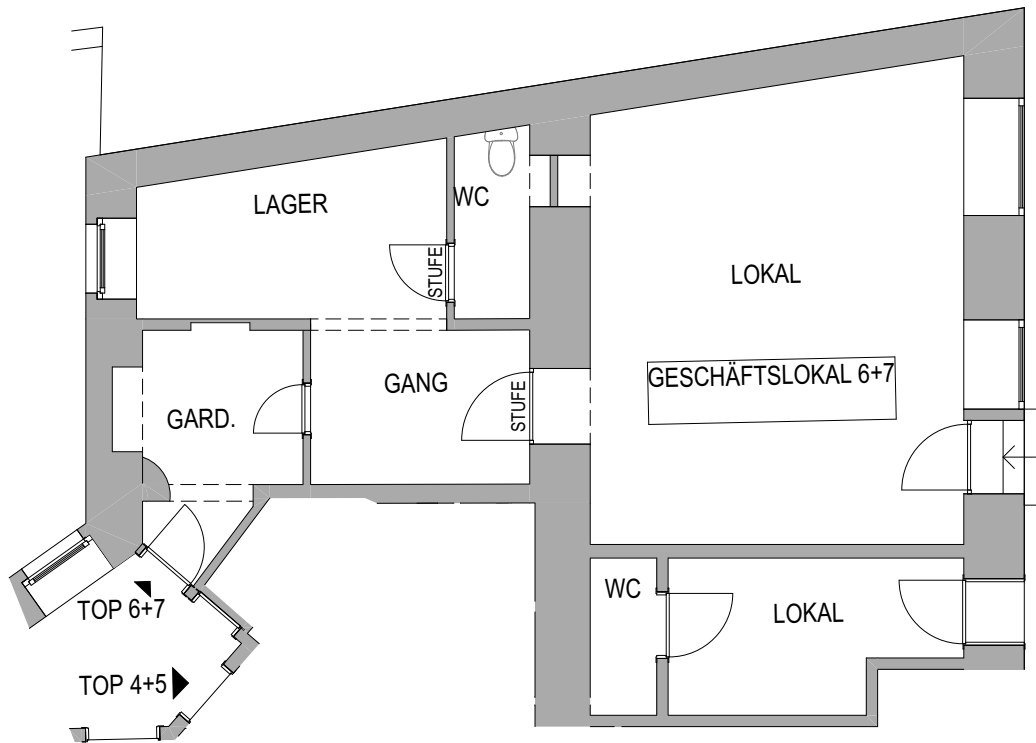 LAGER
WC
STUFE
LOKAL
GANG
GESCHÄFTSLOKAL 6+7
STUFE
GARD.
WC
LOKAL
TOP 6+7
TOP 4+5